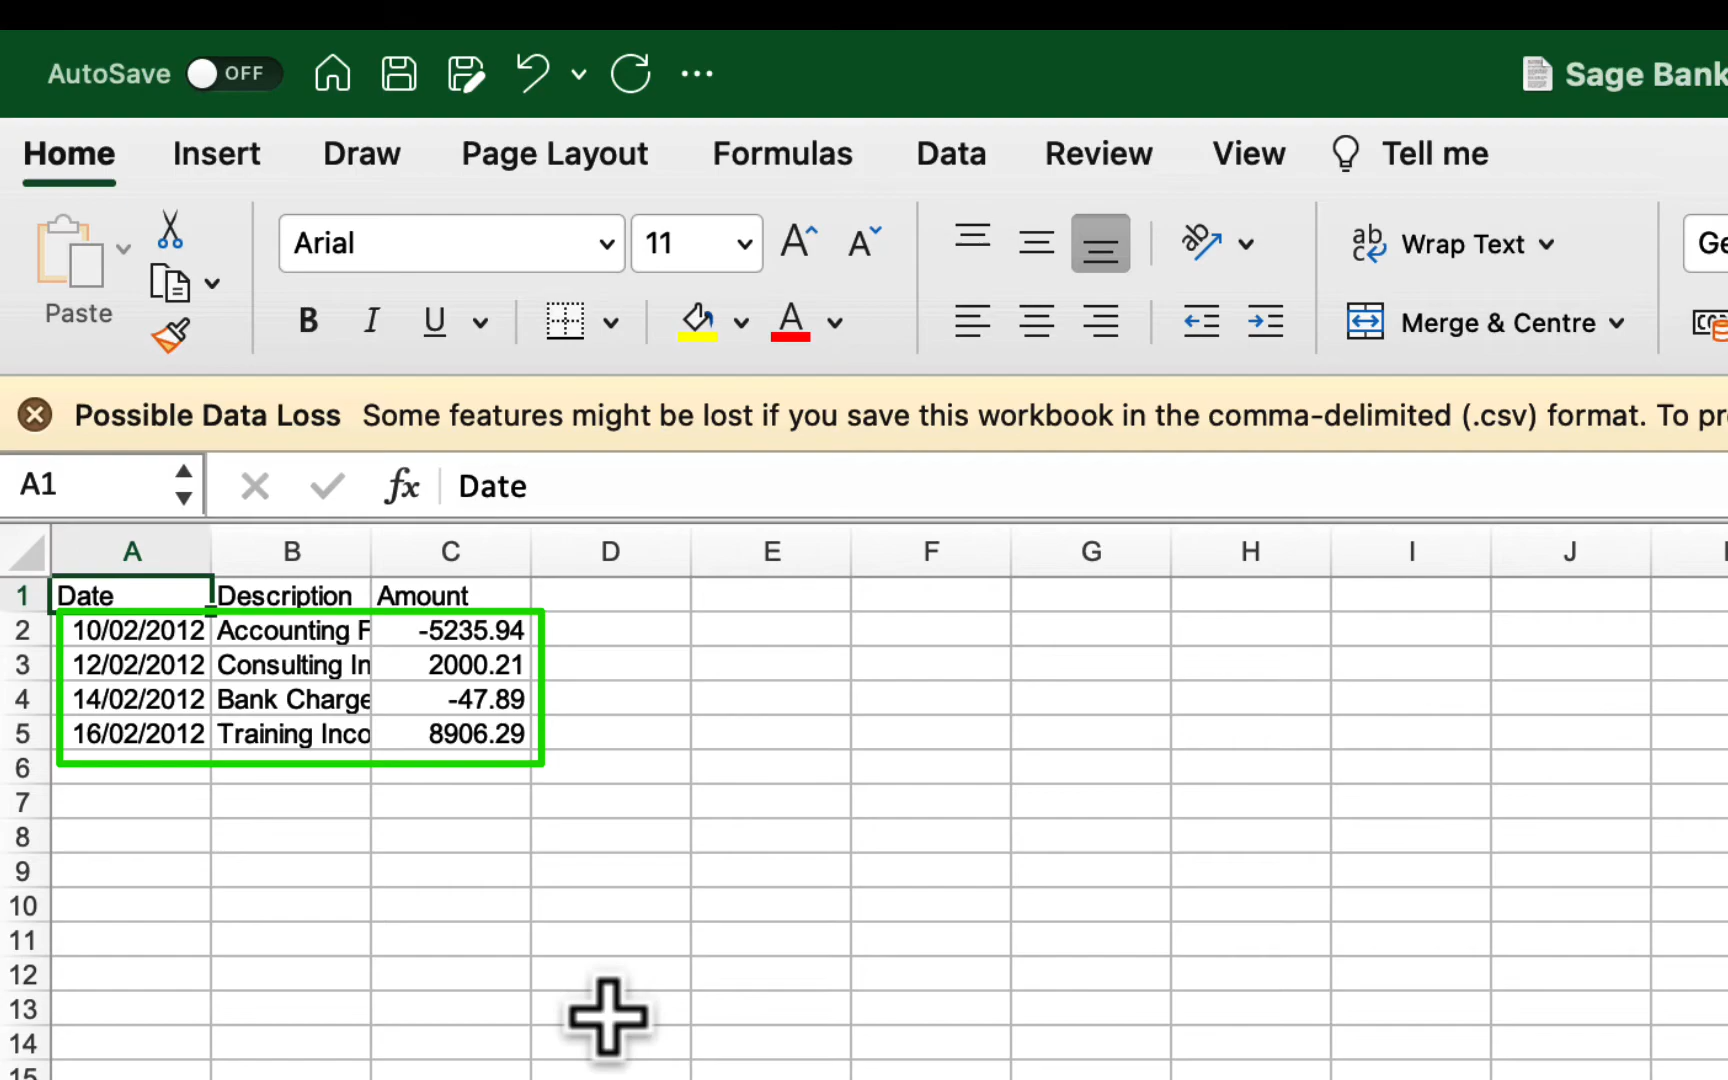 AutoSave OFF Sage Bank
Home Insert Draw Page Layout Formulas Data Review View Tell me
Arial 11 Wrap Text Ge
Paste B I U Merge & Centre
Possible Data Loss Some features might be lost if you save this workbook in the comma-delimited (.csv) format. To pr
A1 fx Date
A B C D E F G H I J
1 Date Description Amount
2 10/02/2012 Accounting F -5235.94
3 12/02/2012 Consulting In 2000.21
4 14/02/2012 Bank Charge -47.89
5 16/02/2012 Training Inco 8906.29
6
7
8
9
10
11
12
13
14
15